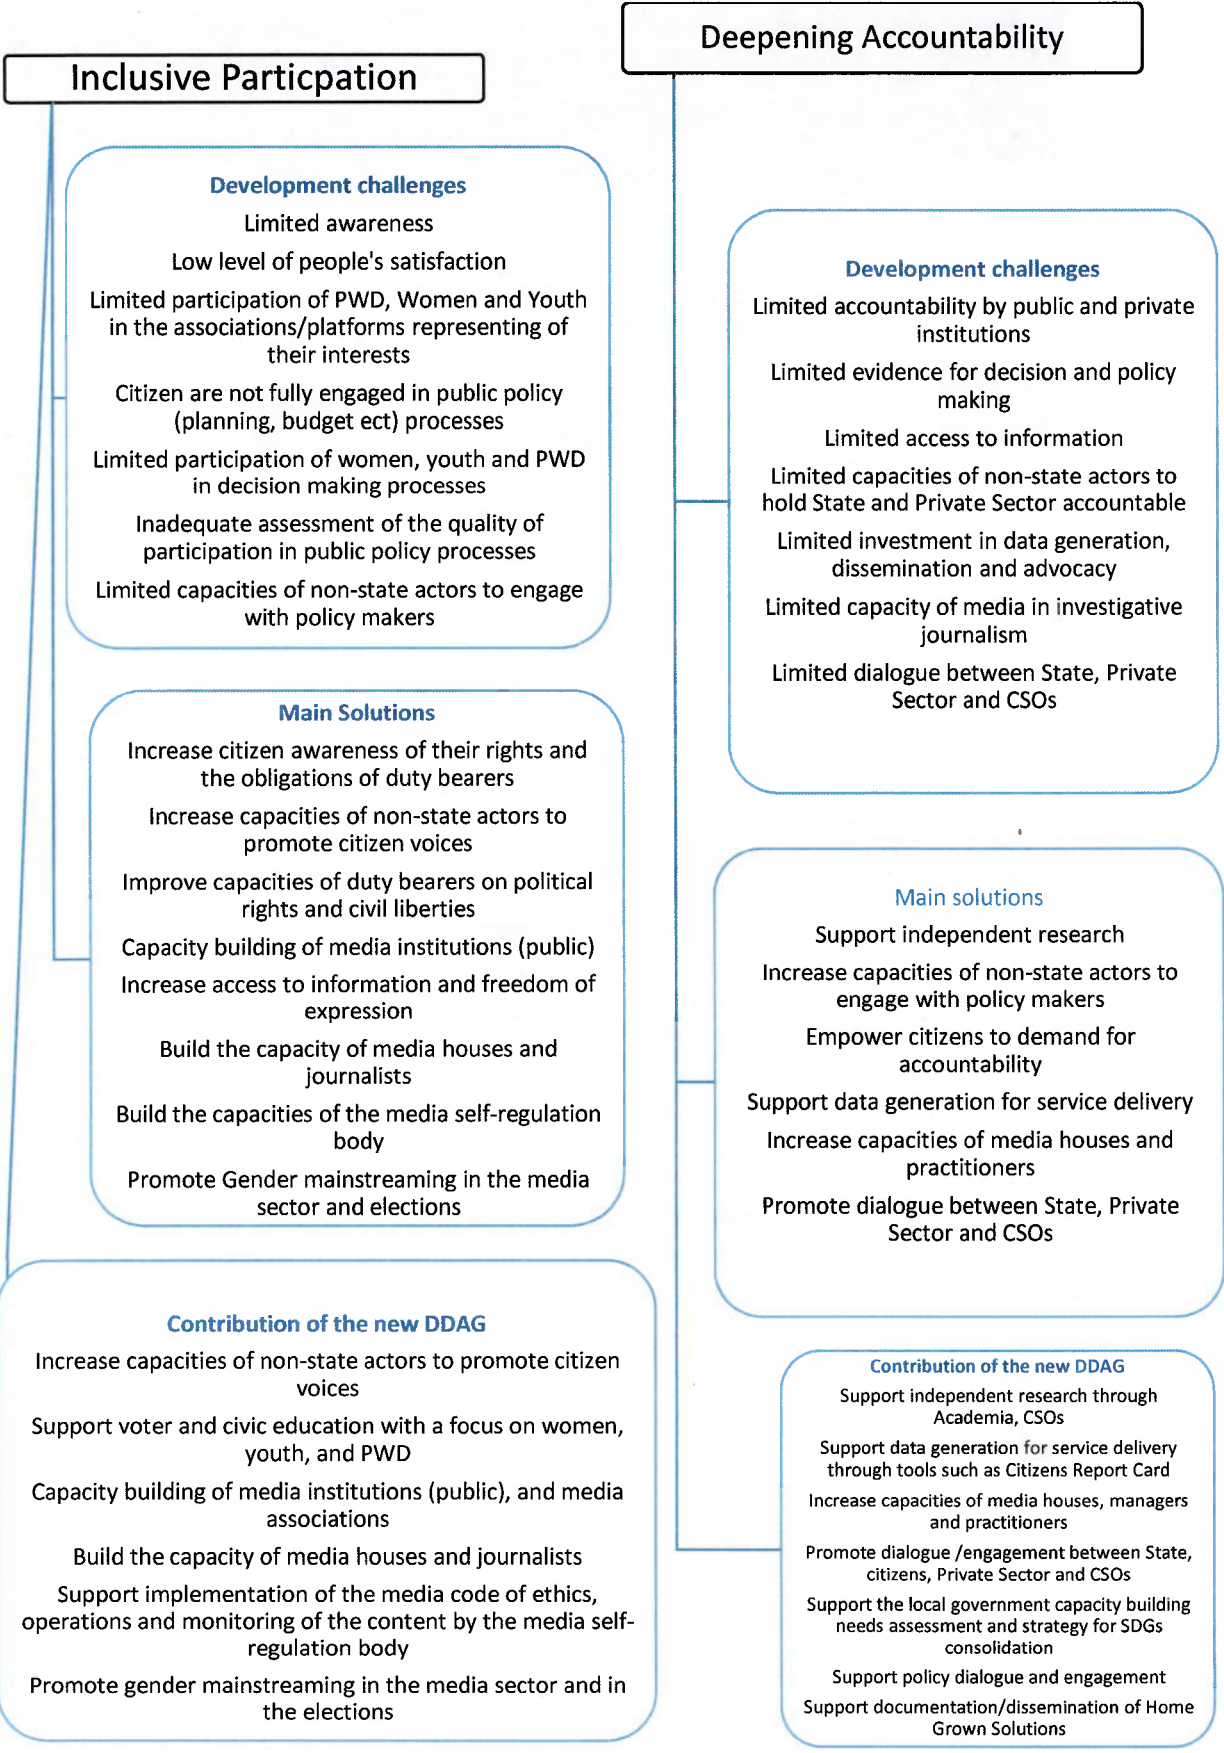 Inclusive Particpation
Development challenges
Limited awareness
Low level of people's satisfaction
Limited participation of PWD, Women and Youth
in the associations/platforms representing of
their interests
Citizen are not fully engaged in public policy
(planning, budget ect) processes
Limited participation of women, youth and PWD
in decision making processes
Inadequate assessment of the quality of
participation in public policy processes
Limited capacities of non-state actors to engage
with policy makers
Main Solutions
Increase citizen awareness of their rights and
the obligations of duty bearers
Increase capacities of non-state actors to
promote citizen voices
Improve capacities of duty bearers on political
rights and civil liberties
Capacity building of media institutions (public)
Increase access to information and freedom of
expression
Build the capacity of media houses and
journalists
Build the capacities of the media self-regulation
body
Promote Gender mainstreaming in the media
sector and elections
Contribution of the new DDAG
Increase capacities of non-state actors to promote citizen
voices
Support voter and civic education with a focus on women,
youth, and PWD
Capacity building of media institutions (public), and media
associations
Build the capacity of media houses and journalists
Support implementation of the media code of ethics,
operations and monitoring of the content by the media self-
regulation body
Promote gender mainstreaming in the media sector and in
the elections
Deepening Accountability
Development challenges
Limited accountability by public and private
institutions
Limited evidence for decision and policy
making
Limited access to information
Limited capacities of non-state actors to
hold State and Private Sector accountable
Limited investment in data generation,
dissemination and advocacy
Limited capacity of media in investigative
journalism
Limited dialogue between State, Private
Sector and CSOs
Main solutions
Support independent research
Increase capacities of non-state actors to
engage with policy makers
Empower citizens to demand for
accountability
Support data generation for service delivery
Increase capacities of media houses and
practitioners
Promote dialogue between State, Private
Sector and CSOs
Contribution of the new DDAG
Support independent research through
Academia, CSOs
Support data generation for service delivery
through tools such as Citizens Report Card
Increase capacities of media houses, managers
and practitioners
Promote dialogue /engagement between State,
citizens, Private Sector and CSOs
Support the local government capacity building
needs assessment and strategy for SDGs
consolidation
Support policy dialogue and engagement
Support documentation/dissemination of Home
Grown Solutions